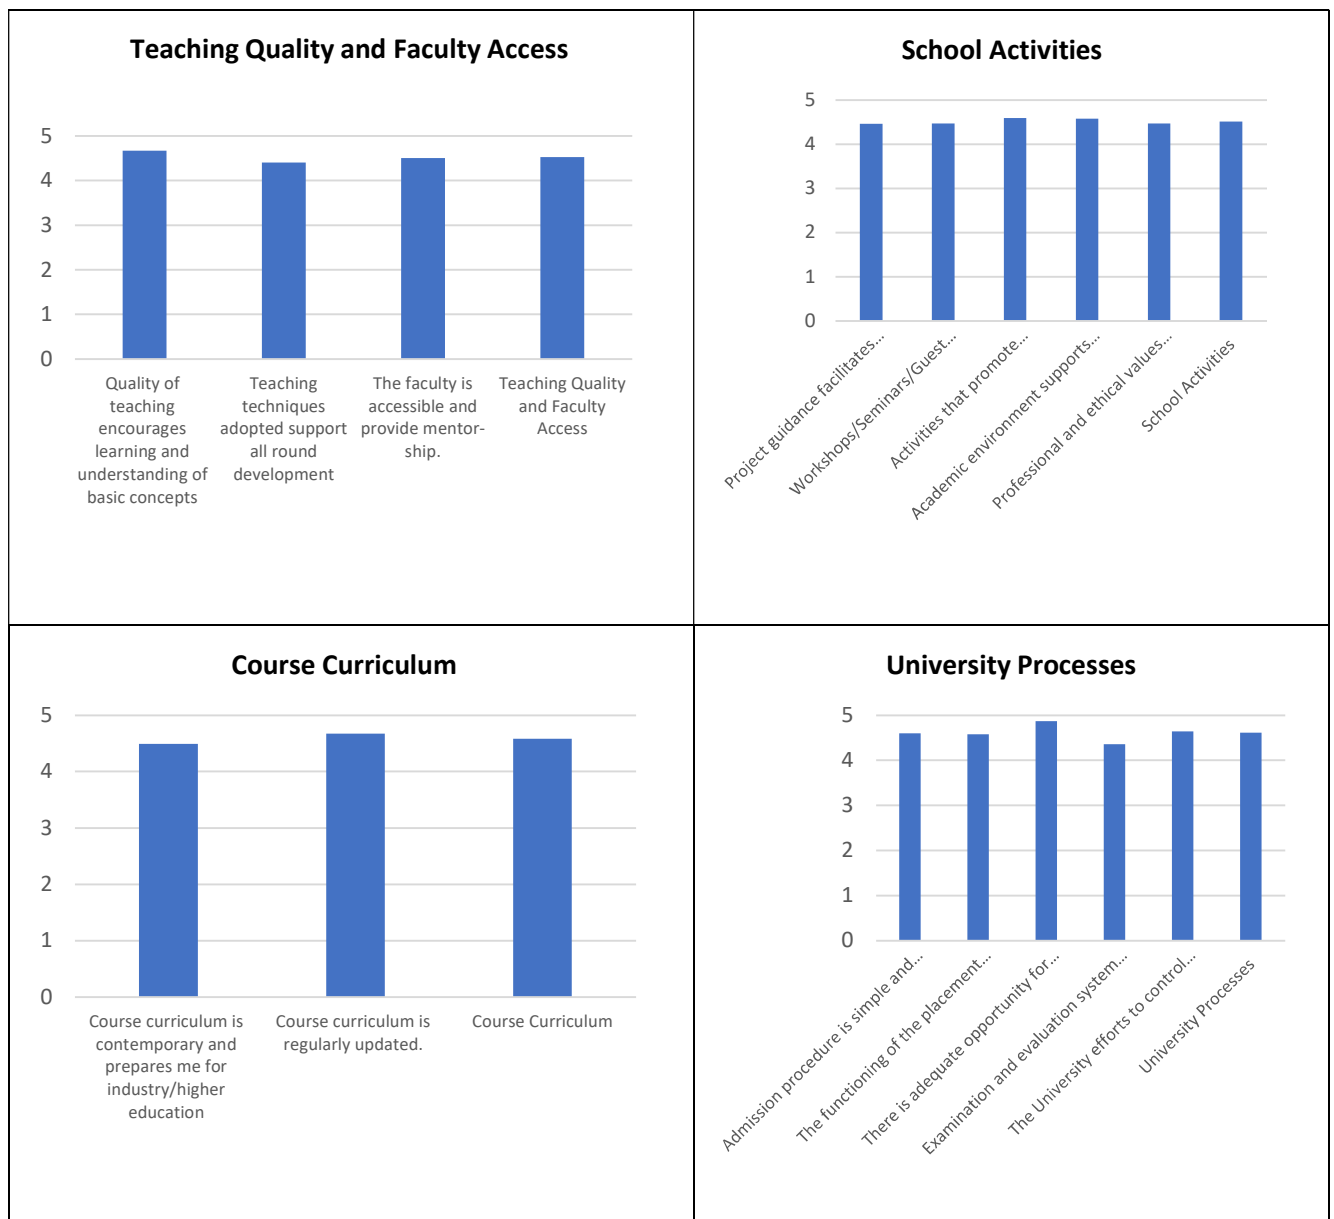 Teaching Quality and Faculty Access
5
4
3
2
1
0
Quality of
teaching
encourages
learning and
understanding of
basic concepts
Teaching
techniques
adopted support
all round
development
The faculty is
accessible and
provide mentor-
ship.
Teaching Quality
and Faculty
Access
School Activities
5
4
3
2
1
0
Project guidance facilitates...
Workshops/Seminars/Guest...
Activities that promote...
Academic environment supports...
Professional and ethical values...
School Activities
Course Curriculum
5
4
3
2
1
0
Course curriculum is
contemporary and
prepares me for
industry/higher
education
Course curriculum is
regularly updated.
Course Curriculum
University Processes
5
4
3
2
1
0
Admission procedure is simple and...
The functioning of the placement...
There is adequate opportunity for...
Examination and evaluation system...
The University efforts to control...
University Processes